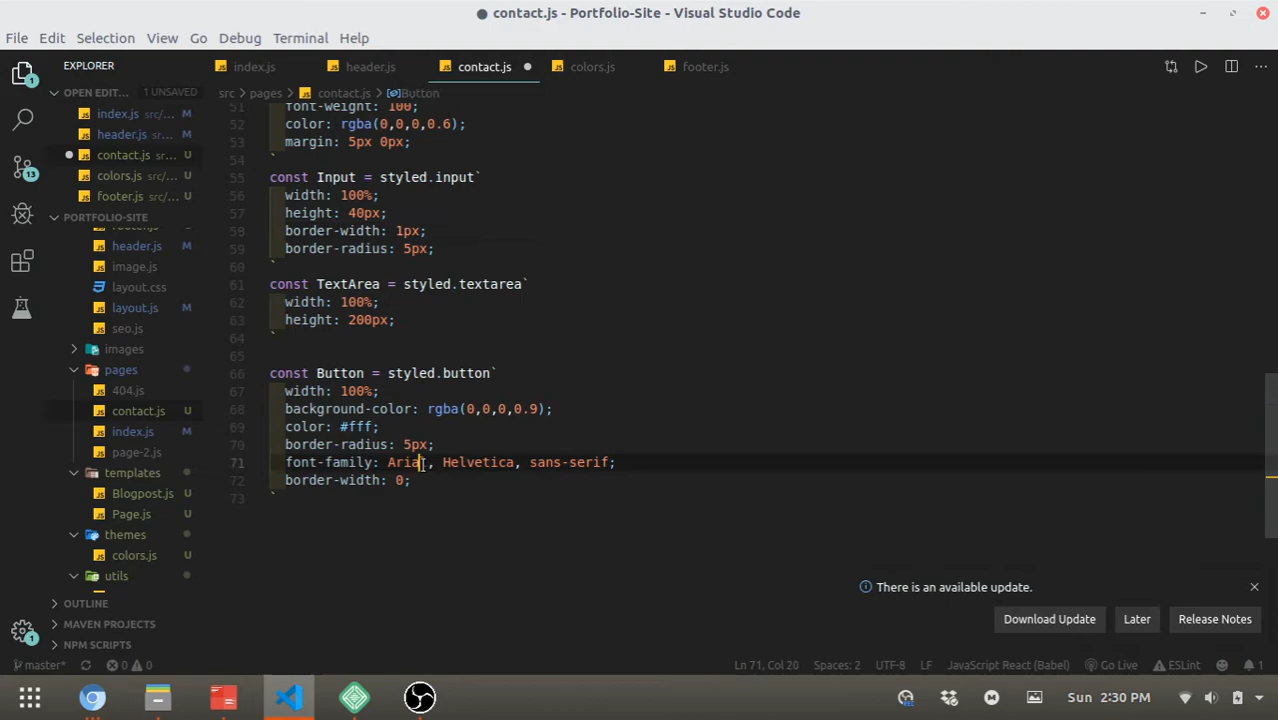 contact.js - Portfolio-Site - Visual Studio Code
File Edit Selection View Go Debug Terminal Help
EXPLORER
index.js
header.js
contact.js
colors.js
footer.js
OPEN EDIT... 1 UNSAVED
src > pages > contact.js > Button
index.js src/... M
header.js sr... M
contact.js sr... U
colors.js src... U
footer.js src/... U
PORTFOLIO-SITE
header.js M
image.js
layout.css
layout.js M
seo.js
images
pages
404.js
contact.js U
index.js U
page-2.js
templates
Blogpost.js U
Page.js U
themes
colors.js U
utils
OUTLINE
MAVEN PROJECTS
NPM SCRIPTS
51 font-weight: 100;
52 color: rgba(0,0,0,0.6);
53 margin: 5px 0px;
54 `
55 const Input = styled.input`
56 width: 100%;
57 height: 40px;
58 border-width: 1px;
59 border-radius: 5px;
60 `
61 const TextArea = styled.textarea`
62 width: 100%;
63 height: 200px;
64 `
65
66 const Button = styled.button`
67 width: 100%;
68 background-color: rgba(0,0,0,0.9);
69 color: #fff;
70 border-radius: 5px;
71 font-family: Arial, Helvetica, sans-serif;
72 border-width: 0;
73 `
There is an available update.
Download Update Later Release Notes
master* 0 0 Ln 71, Col 20 Spaces: 2 UTF-8 LF JavaScript React (Babel) Go Live ESLint 1
Sun 2:30 PM
1
13
1